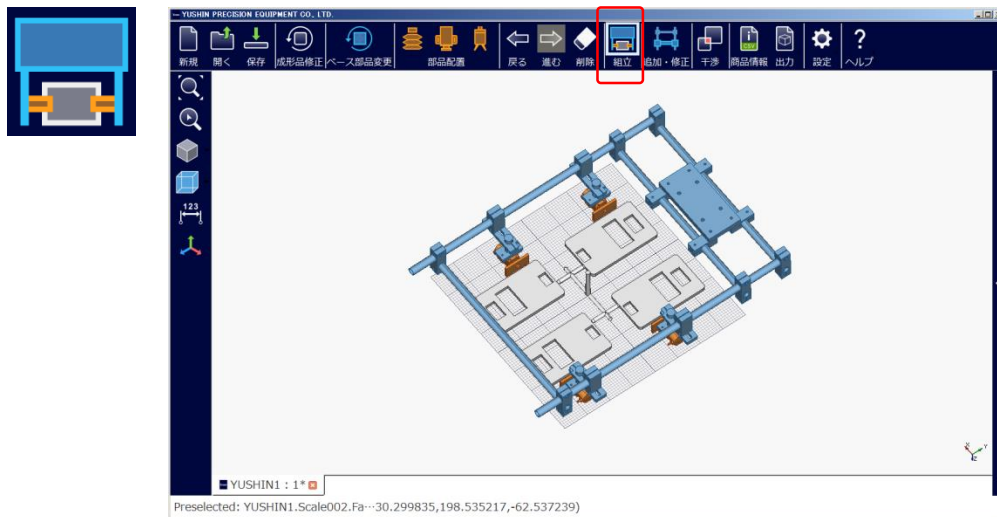 YUSHIN PRECISION EQUIPMENT CO., LTD.
新規 開く 保存 成形品修正 ベース部品変更 部品配置 戻る 進む 削除 組立 追加・修正 干渉 商品情報 出力 設定 ヘルプ
CSV
?
123
X Y Z
YUSHIN1 : 1*
Preselected: YUSHIN1.Scale002.Fa…30.299835,198.535217,-62.537239)